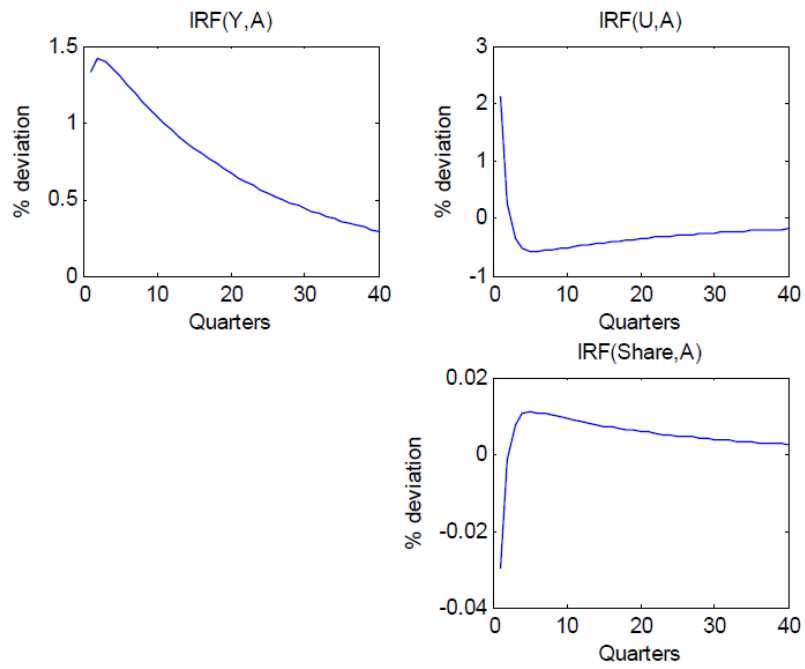 IRF(Y,A)
% deviation
1.5
1
0.5
0
0 10 20 30 40
Quarters
IRF(U,A)
% deviation
3
2
1
0
-1
0 10 20 30 40
Quarters
IRF(Share,A)
% deviation
0.02
0
-0.02
-0.04
0 10 20 30 40
Quarters